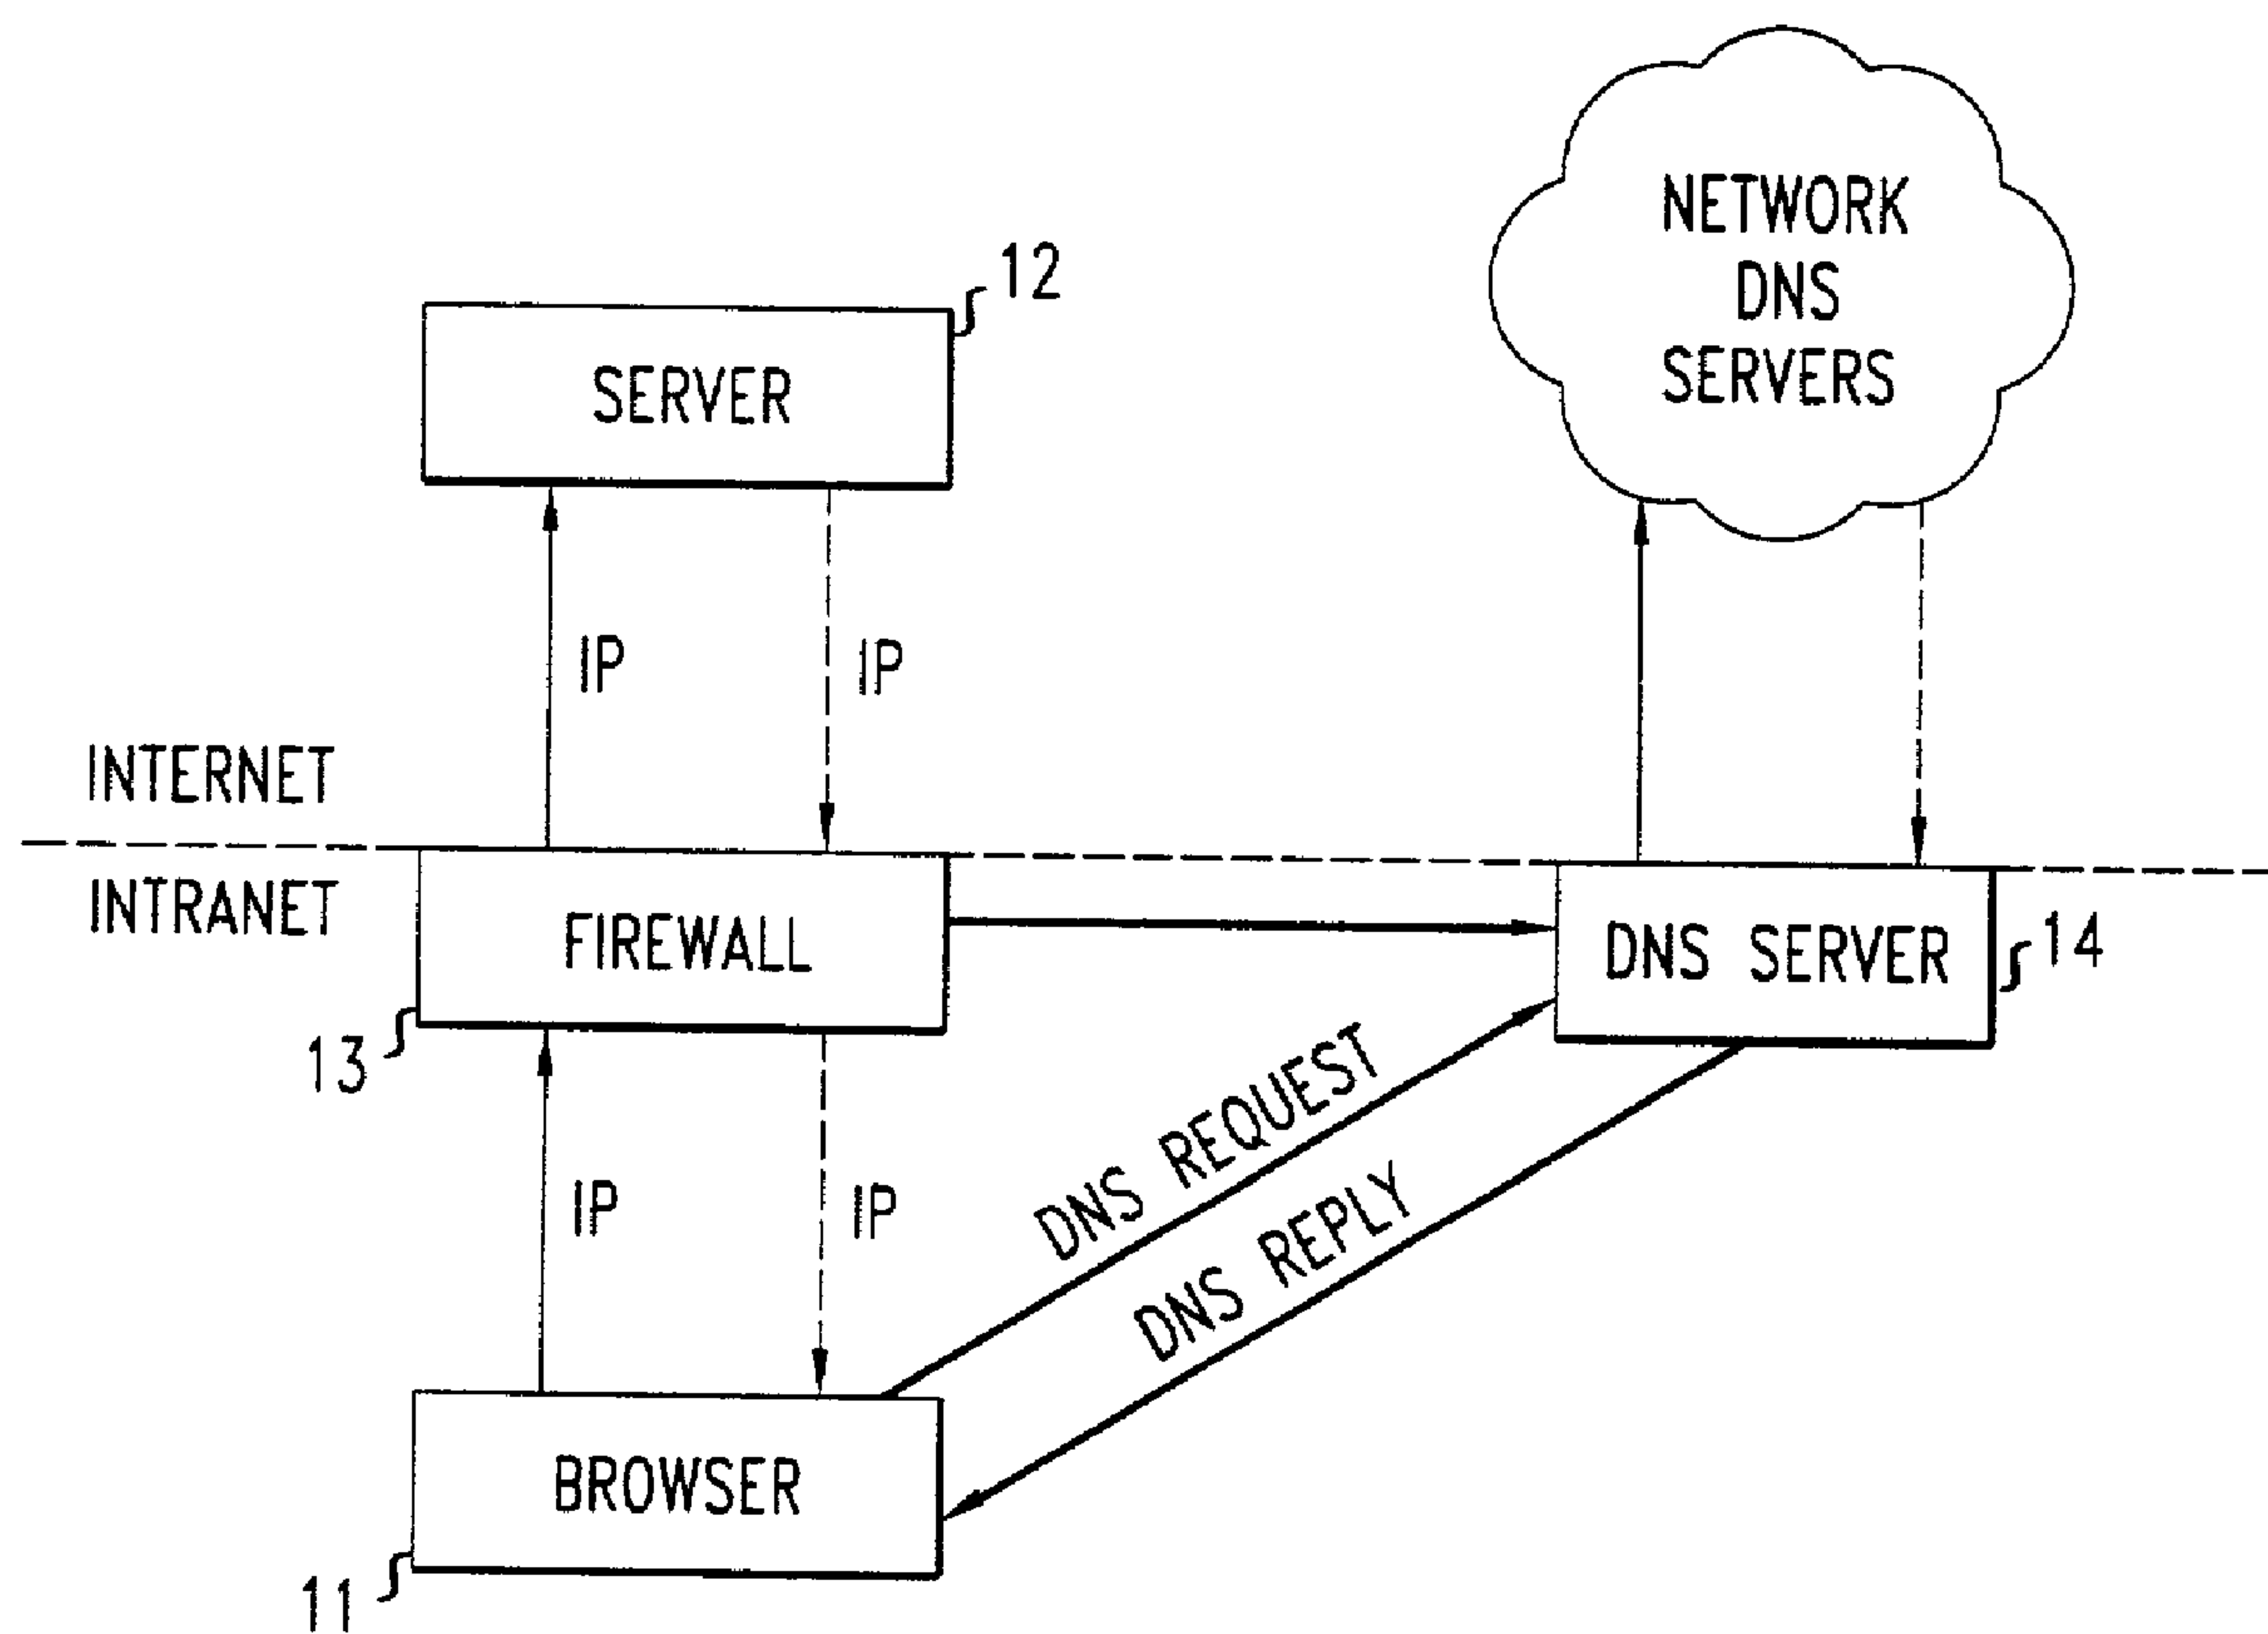 NETWORK
DNS
SERVERS
12
SERVER
IP
IP
INTERNET
INTRANET
FIREWALL
DNS SERVER
14
13
DNS REQUEST
IP
IP
DNS REPLY
BROWSER
11